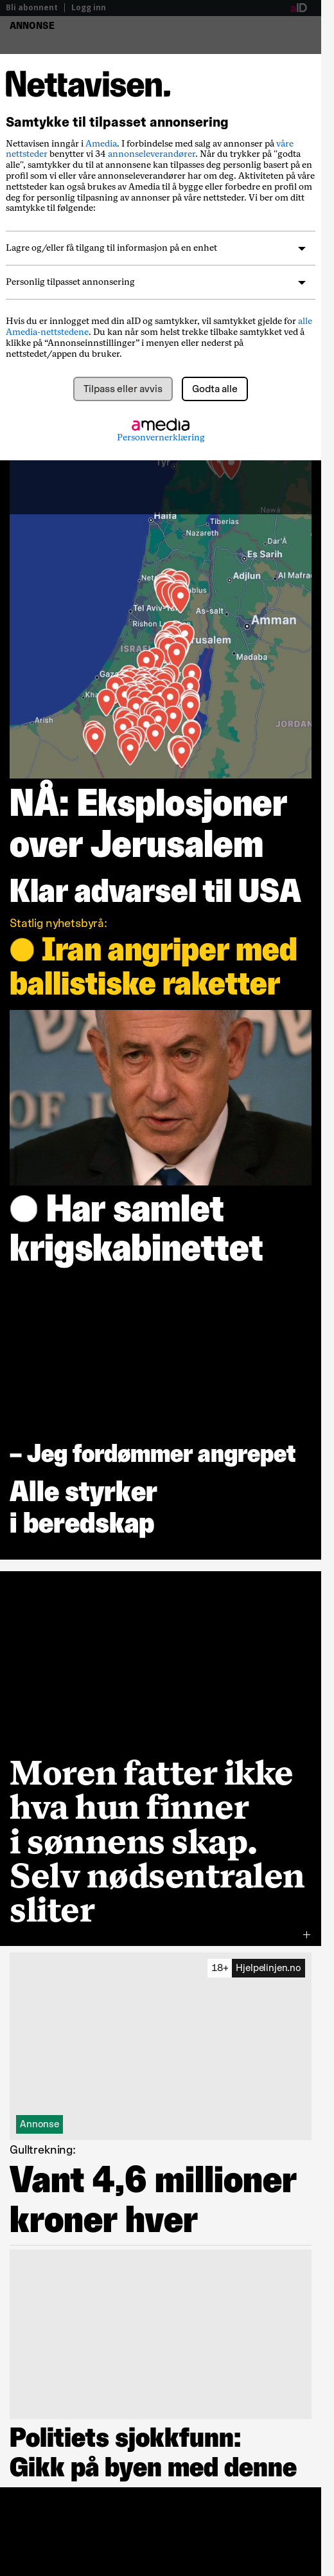 Bli abonnent | Logg inn
aID
ANNONSE
Nettavisen.
Samtykke til tilpasset annonsering
Nettavisen inngår i Amedia. I forbindelse med salg av annonser på våre
nettsteder benytter vi 34 annonseleverandører. Når du trykker på "godta
alle", samtykker du til at annonsene kan tilpasses deg personlig basert på en
profil som vi eller våre annonseleverandører har om deg. Aktiviteten på våre
nettsteder kan også brukes av Amedia til å bygge eller forbedre en profil om
deg for personlig tilpasning av annonser på våre nettsteder. Vi ber om ditt
samtykke til følgende:
Lagre og/eller få tilgang til informasjon på en enhet
Personlig tilpasset annonsering
Hvis du er innlogget med din aID og samtykker, vil samtykket gjelde for alle
Amedia-nettstedene. Du kan når som helst trekke tilbake samtykket ved å
klikke på “Annonseinnstillinger” i menyen eller nederst på
nettstedet/appen du bruker.
Tilpass eller avvis
Godta alle
amedia
Personvernerklæring
Tyr
Nawá
Haifa
Tiberias
Nazareth
Dar'Á
Es Sarih
Adjlun
Al Mafra
Tel Aviv
As-salt
Rishon
Amman
rusalem
ISRAEL
Madaba
Gaza
Arish
JORDAN
NÅ: Eksplosjoner
over Jerusalem
Klar advarsel til USA
Statlig nyhetsbyrå:
Iran angriper med
ballistiske raketter
Har samlet
krigskabinettet
– Jeg fordømmer angrepet
Alle styrker
i beredskap
Moren fatter ikke
hva hun finner
i sønnens skap.
Selv nødsentralen
sliter
+
18+ Hjelpelinjen.no
Annonse
Gulltrekning:
Vant 4,6 millioner
kroner hver
Politiets sjokkfunn:
Gikk på byen med denne